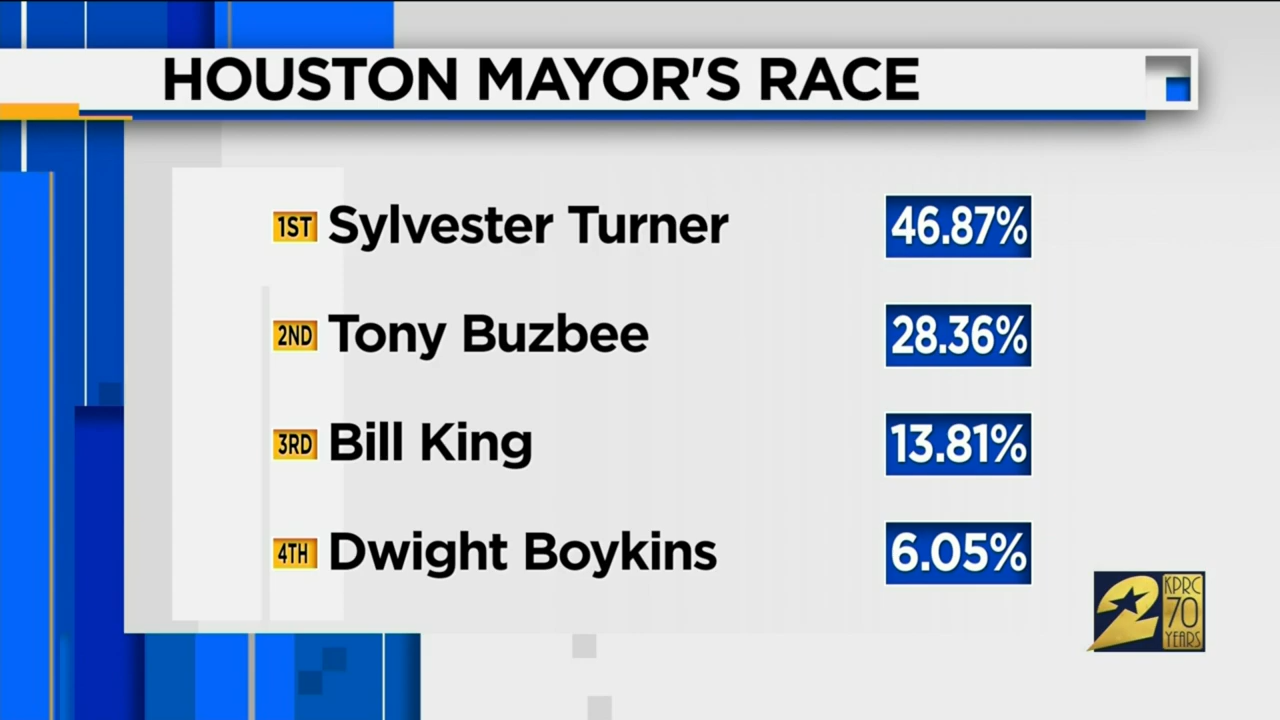 HOUSTON MAYOR'S RACE
1ST Sylvester Turner 46.87%
2ND Tony Buzbee 28.36%
3RD Bill King 13.81%
4TH Dwight Boykins 6.05%
2 KPRC
70
YEARS